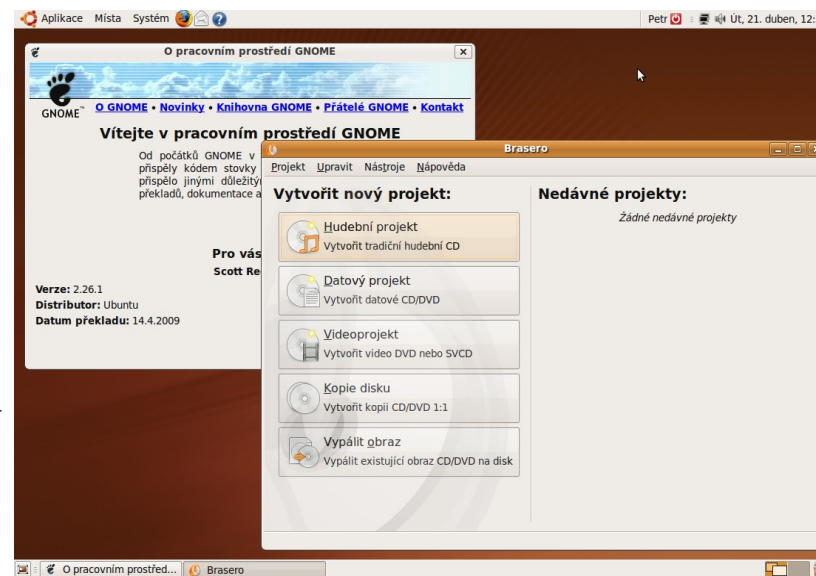 Aplikace Místa Systém
Petr Út, 21. duben, 12:
O pracovním prostředí GNOME
GNOME™
O GNOME • Novinky • Knihovna GNOME • Přátelé GNOME • Kontakt
Vítejte v pracovním prostředí GNOME
Od počátků GNOME v
přispěly kódem stovky
přispělo jinými důležitý
překladů, dokumentace a
Pro vás
Scott Re
Verze: 2.26.1
Distributor: Ubuntu
Datum překladu: 14.4.2009
Brasero
Projekt Upravit Nástroje Nápověda
Vytvořit nový projekt:
Hudební projekt
Vytvořit tradiční hudební CD
Datový projekt
Vytvořit datové CD/DVD
Videoprojekt
Vytvořit video DVD nebo SVCD
Kopie disku
Vytvořit kopii CD/DVD 1:1
Vypálit obraz
Vypálit existující obraz CD/DVD na disk
Nedávné projekty:
Žádné nedávné projekty
O pracovním prostřed... Brasero